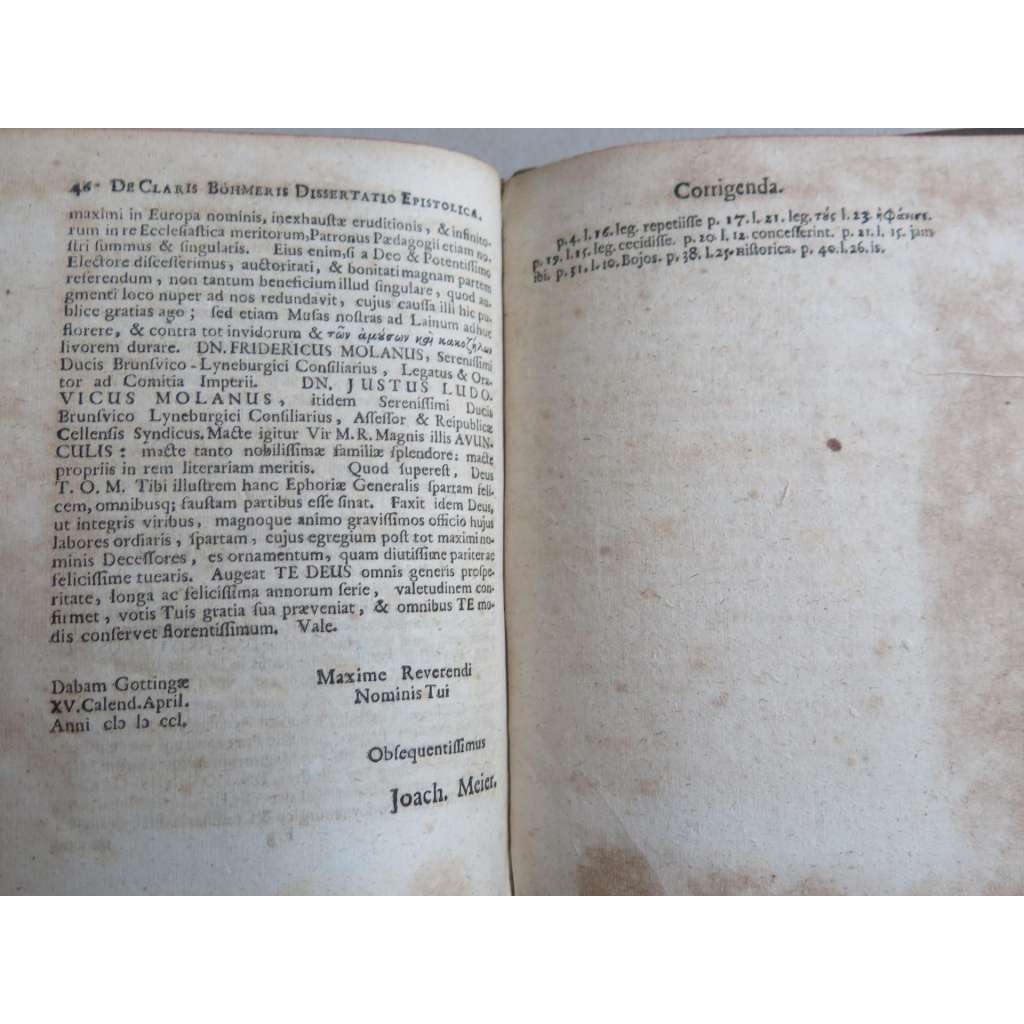 46. DE CLARIS BÖHMERIS DISSERTATIO EPISTOLICA.
maximi in Europa nominis, inexhaustæ eruditionis, & infinito-
rum in re Ecclesiastica meritorum, Patronus Pædagogii etiam no-
stri summus & singularis. Eius enim, si a Deo & Potentissimo
Electore discesserimus, auctoritati, & bonitati magnam partem
referendum, non tantum beneficium illud singulare, quod au-
gmenti loco nuper ad nos redundavit, cujus caussa illi hic pu-
blice gratias ago; sed etiam Musas nostras ad Lainum adhuc
florere, & contra tot invidorum & τῶν ἀμύσων καὶ κακοζήλων
livorem durare. DN. FRIDERICUS MOLANUS, Serenissimi
Ducis Brunsvico-Lyneburgici Consiliarius, Legatus & Ora-
tor ad Comitia Imperii. DN. JUSTUS LUDO-
VICUS MOLANUS, itidem Serenissimi Ducis
Brunsvico Lyneburgici Consiliarius, Assessor & Reipublicæ
Cellensis Syndicus. Macte igitur Vir M.R. Magnis illis AVUN-
CULIS: macte tanto nobilissimæ familiæ splendore: macte
propriis in rem literariam meritis. Quod superest, Deus
T. O. M. Tibi illustrem hanc Ephoriæ Generalis spartam feli-
cem, omnibusq; faustam partibus esse sinat. Faxit idem Deus,
ut integris viribus, magnoque animo gravissimos officio hujus
labores ordiaris, spartam, cujus egregium post tot maximi no-
minis Decessores, es ornamentum, quam diutissime pariter ac
felicissime tuearis. Augeat TE DEUS omnis generis prospe-
ritate, longa ac felicissima annorum serie, valetudinem con-
firmet, votis Tuis gratia sua præveniat, & omnibus TE mo-
dis conservet florentissimum. Vale.
Maxime Reverendi
Nominis Tui
Dabam Gottingæ
XV. Calend. April.
Anni cIↄ Iↄ ccI.
Obsequentissimus
Joach. Meier.
Corrigenda.
p. 4. l. 16. leg. repetiisse p. 17. l. 21. leg. τύς l. 23.
p. 19. l. 15. leg. cecidisse. p. 20. l. 12. concesserint. p. 21. l. 15. jam
ibi. p. 51. l. 10. Bojos. p. 38. l. 25. Historica. p. 40. l. 26. is.